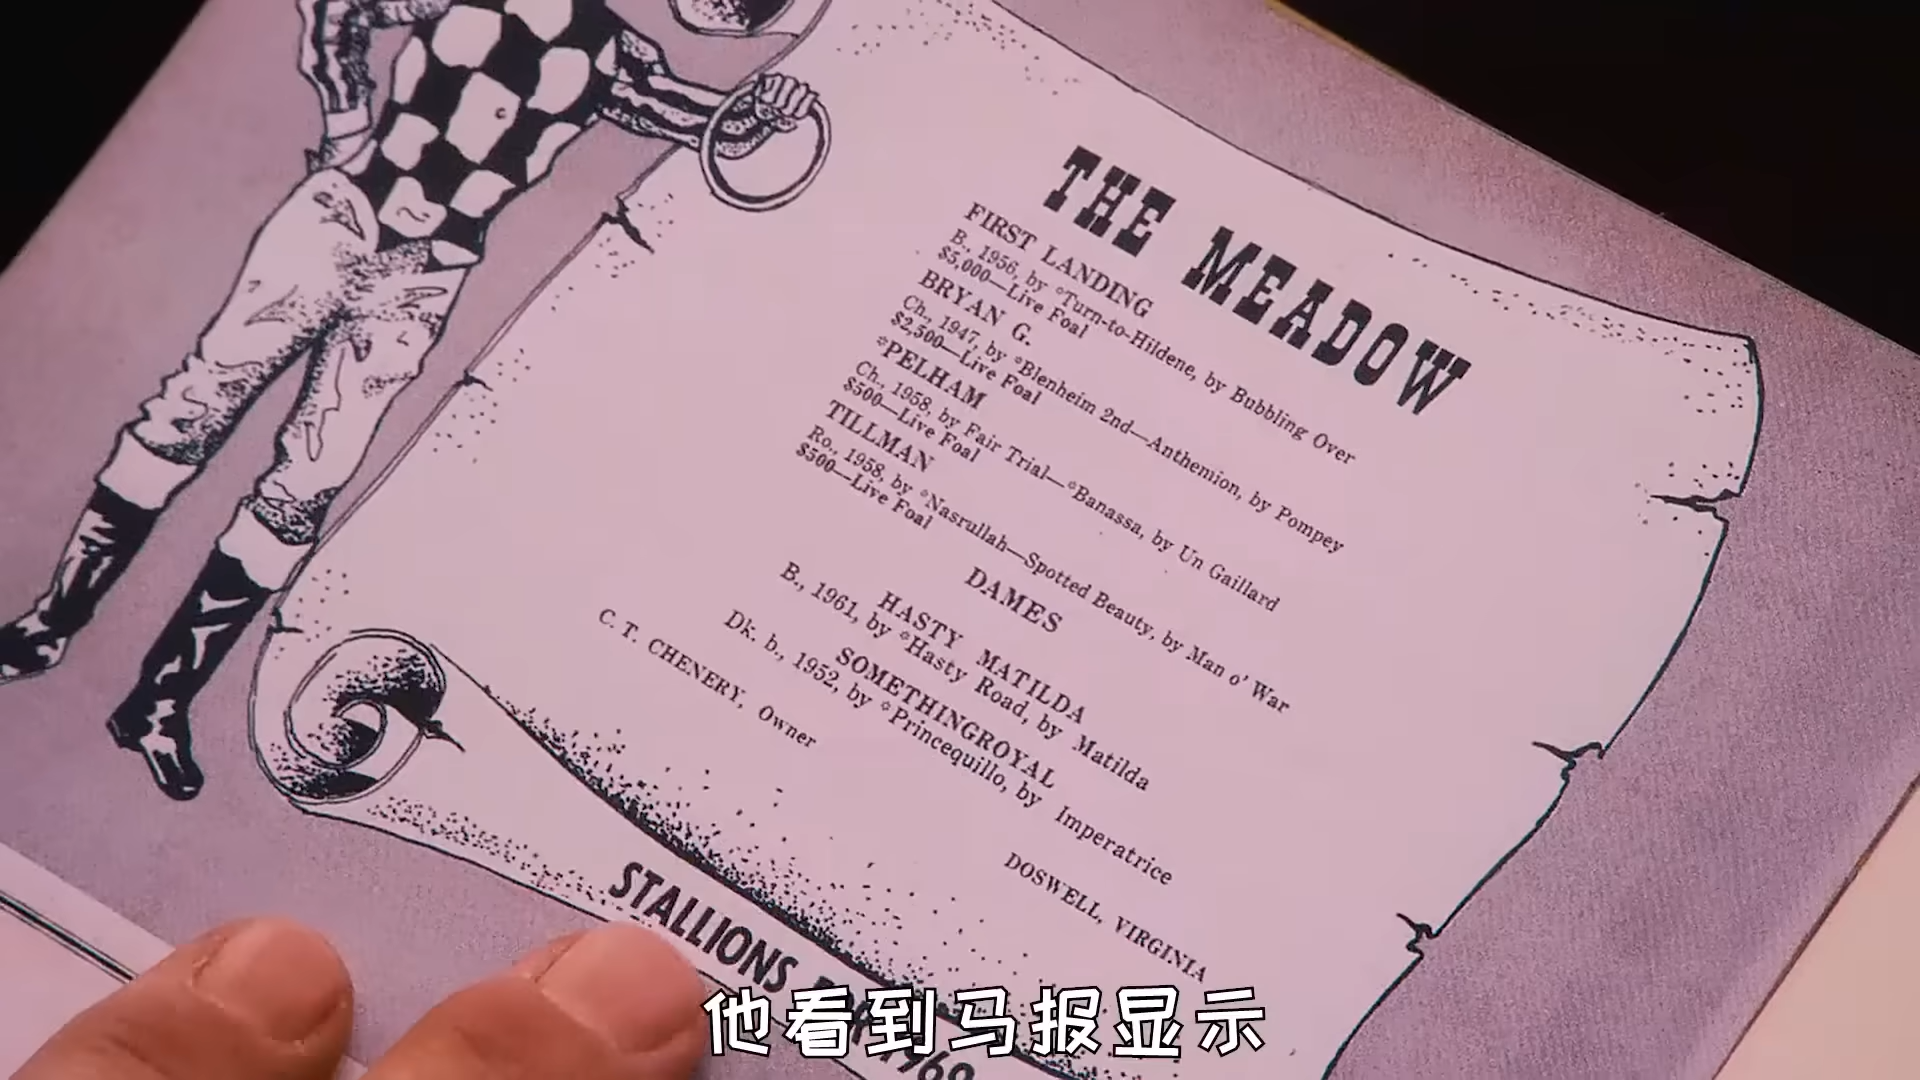 THE MEADOW
FIRST LANDING
B., 1956, by *Turn-to-Hildene, by Bubbling Over
$5,000—Live Foal
BRYAN G.
Ch., 1947, by *Blenheim 2nd—Anthemion, by Pompey
$2,500—Live Foal
*PELHAM
Ch., 1958, by Fair Trial—*Banassa, by Un Gaillard
$500—Live Foal
TILLMAN
Ro., 1958, by *Nasrullah—Spotted Beauty, by Man o' War
$500—Live Foal
DAMES
HASTY MATILDA
B., 1961, by *Hasty Road, by Matilda
SOMETHINGROYAL
Dk. b., 1952, by *Princequillo, by Imperatrice
C. T. CHENERY, Owner
DOSWELL, VIRGINIA
STALLIONS
他看到马报显示